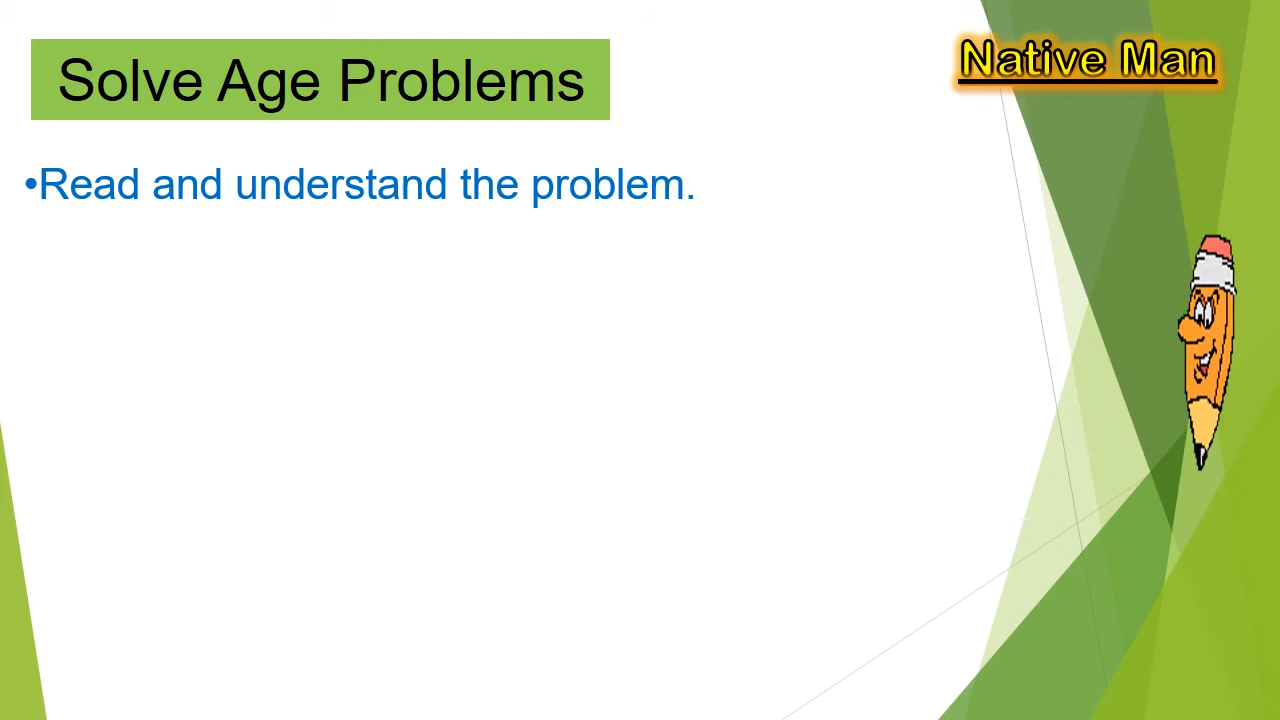 Solve Age Problems
Native Man
•Read and understand the problem.